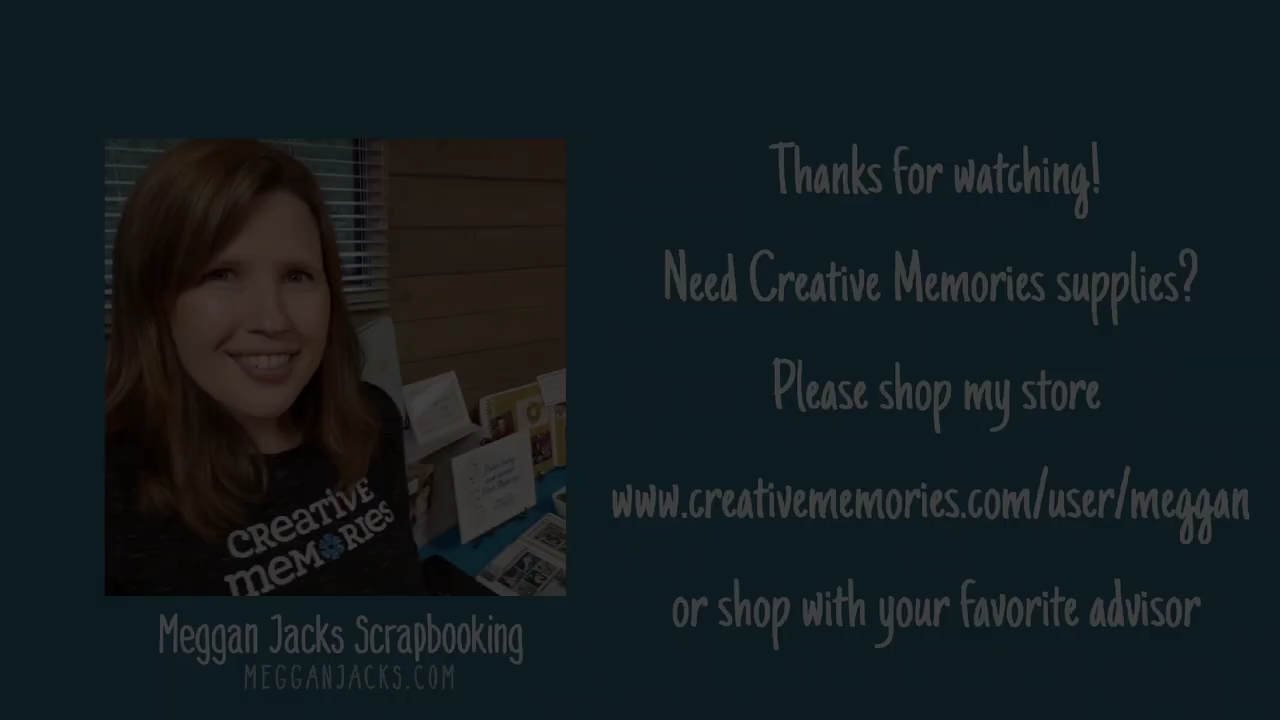 Thanks for watching!
Need Creative Memories supplies?
Please shop my store
www.creativememories.com/user/meggan
or shop with your favorite advisor
CREATIVE
MEMORIES
Meggan Jacks Scrapbooking
MEGGANJACKS.COM